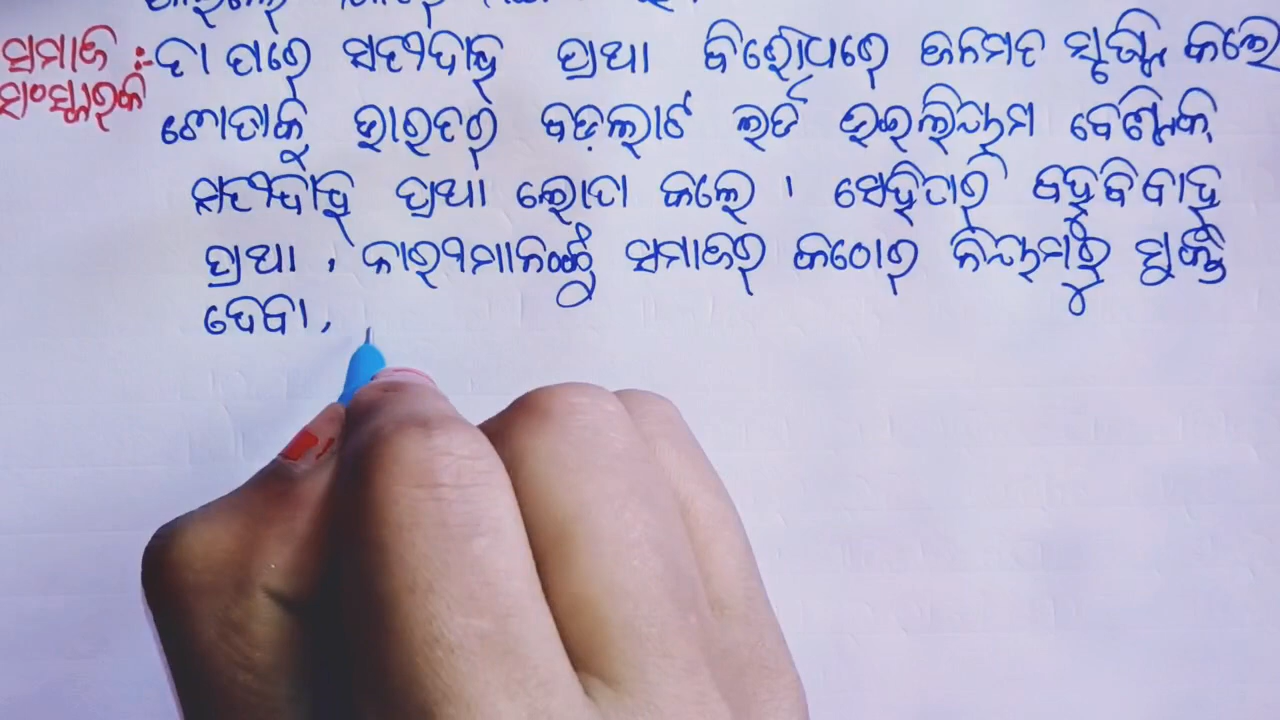 ସମାଜ :- ତା ପରେ ସତୀଦାହ ପ୍ରଥା ବିରୋଧରେ ଜନମତ ସୃଷ୍ଟି କଲେ
ସଂସ୍କାରକ
ଭାରତର ବଡ଼ଲାଟ ଲର୍ଡ ଉଇଲିୟମ ବେଣ୍ଟିକ୍
ସତୀଦାହ ପ୍ରଥା ଲୋପ କଲେ । ସେହିପରି ବହୁବିବାହ
ପ୍ରଥା , ନାରୀମାନଙ୍କୁ ସମାଜର କଠୋର ନିୟମରୁ ମୁକ୍ତି
ଦେବା ,